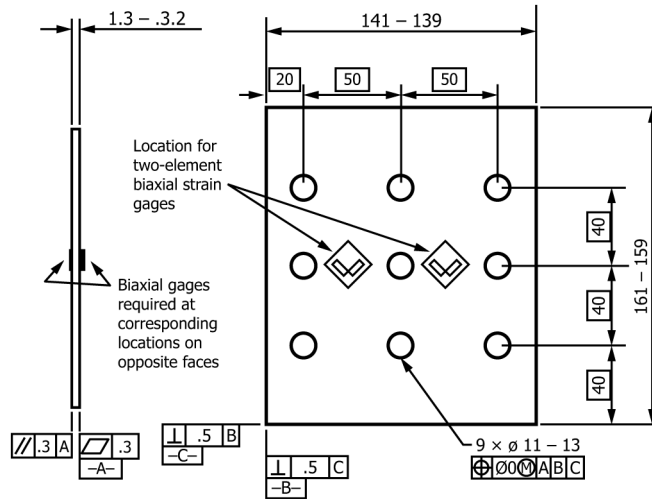 1.3 – .3.2
141 – 139
20
50
50
Location for
two-element
biaxial strain
gages
40
161 – 159
Biaxial gages
required at
corresponding
locations on
opposite faces
40
40
// .3 A
⏥ .3
–A–
⊥ .5 B
–C–
⊥ .5 C
–B–
9 × ø 11 – 13
⌖ Ø0Ⓜ A B C